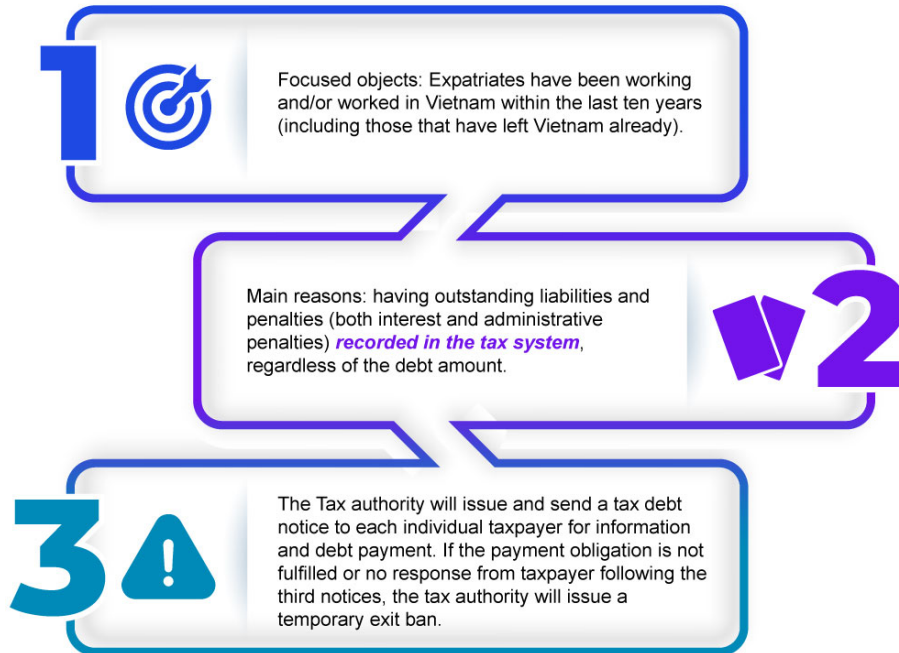 1
Focused objects: Expatriates have been working
and/or worked in Vietnam within the last ten years
(including those that have left Vietnam already).
Main reasons: having outstanding liabilities and
penalties (both interest and administrative
penalties) recorded in the tax system,
regardless of the debt amount.
2
3
The Tax authority will issue and send a tax debt
notice to each individual taxpayer for information
and debt payment. If the payment obligation is not
fulfilled or no response from taxpayer following the
third notices, the tax authority will issue a
temporary exit ban.